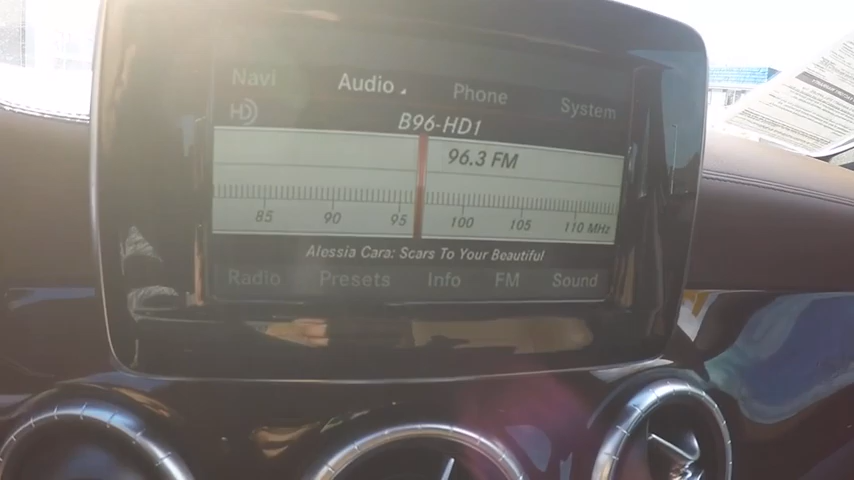 Navi Audio Phone System
HD B96-HD1
96.3 FM
85 90 95 100 105 110 MHz
Alessia Cara: Scars To Your Beautiful
Radio Presets Info FM Sound